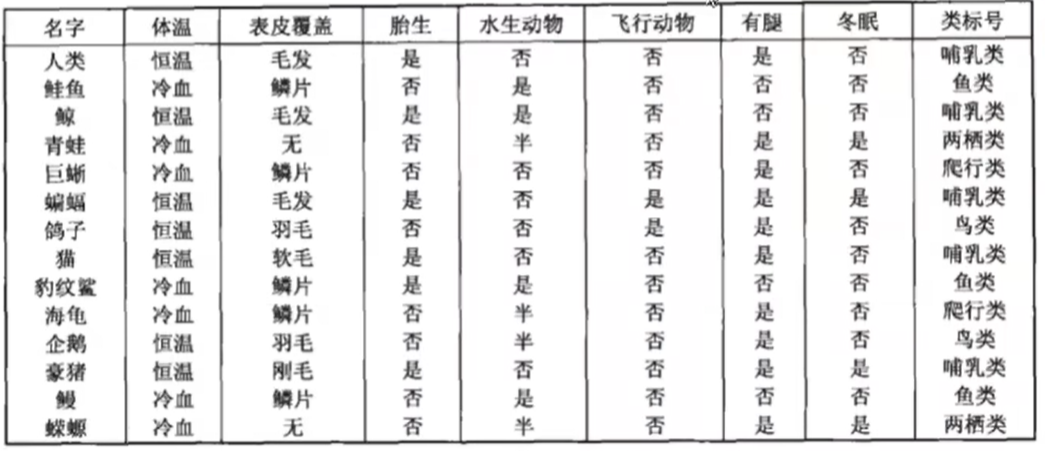 名字 体温 表皮覆盖 胎生 水生动物 飞行动物 有腿 冬眠 类标号
人类 恒温 毛发 是 否 否 是 否 哺乳类
鲑鱼 冷血 鳞片 否 是 否 否 否 鱼类
鲸 恒温 毛发 是 是 否 否 否 哺乳类
青蛙 冷血 无 否 半 否 是 是 两栖类
巨蜥 冷血 鳞片 否 否 否 是 否 爬行类
蝙蝠 恒温 毛发 是 否 是 是 是 哺乳类
鸽子 恒温 羽毛 否 否 是 是 否 鸟类
猫 恒温 软毛 是 否 否 是 否 哺乳类
豹纹鲨 冷血 鳞片 是 是 否 否 否 鱼类
海龟 冷血 鳞片 否 半 否 是 否 爬行类
企鹅 恒温 羽毛 否 半 否 是 否 鸟类
豪猪 恒温 刚毛 是 否 否 是 是 哺乳类
鳗 冷血 鳞片 否 是 否 否 否 鱼类
蝾螈 冷血 无 否 半 否 是 是 两栖类